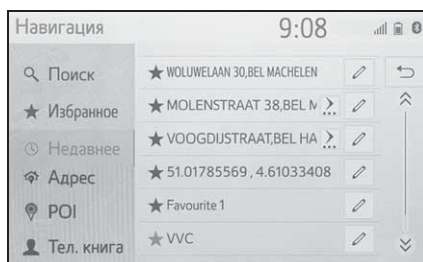 Навигация 9:08
Поиск
Избранное
Недавнее
Адрес
POI
Тел. книга
WOLUWELAAN 30,BEL MACHELEN
MOLENSTRAAT 38,BEL M
VOOGDIJSTRAAT,BEL HA
51.01785569 , 4.61033408
Favourite 1
VVC